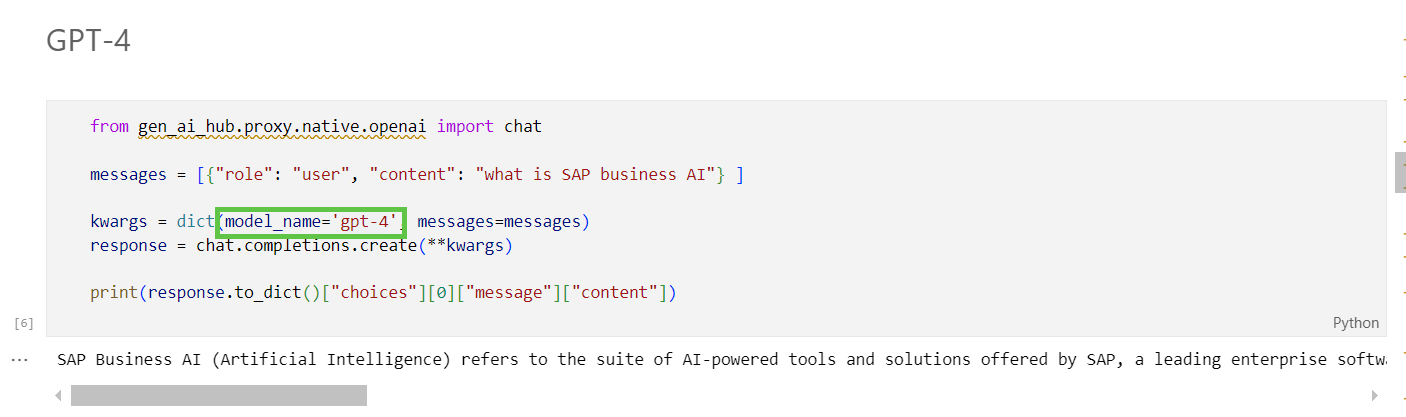 GPT-4
from gen_ai_hub.proxy.native.openai import chat
messages = [{"role": "user", "content": "what is SAP business AI"} ]
kwargs = dict(model_name='gpt-4', messages=messages)
response = chat.completions.create(**kwargs)
print(response.to_dict()["choices"][0]["message"]["content"])
[6]
Python
... SAP Business AI (Artificial Intelligence) refers to the suite of AI-powered tools and solutions offered by SAP, a leading enterprise